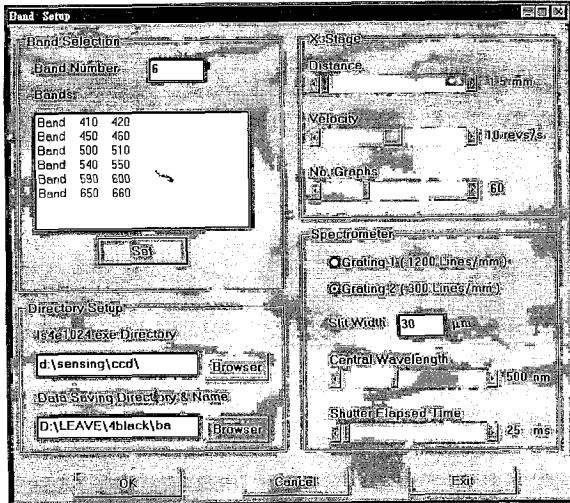 Band Setup
Band Selection
Band Number 6
Bands:
Band 410 420
Band 450 460
Band 500 510
Band 540 550
Band 590 600
Band 650 660
Set
Directory Setup
ls4e1024.exe Directory
d:\sensing\ccd\ Browser
Data Saving Directory & Name
D:\LEAVE\4black\ba Browser
X-Stage
Distance
1.5 mm
Velocity
10 revs/s
No. Graphs
60
Spectrometer
Grating 1 ( 1200 Lines/mm )
Grating 2 ( 300 Lines/mm )
Slit Width 30 μm
Central Wavelength
500 nm
Shutter Elapsed Time
25 ms
OK Cancel Exit